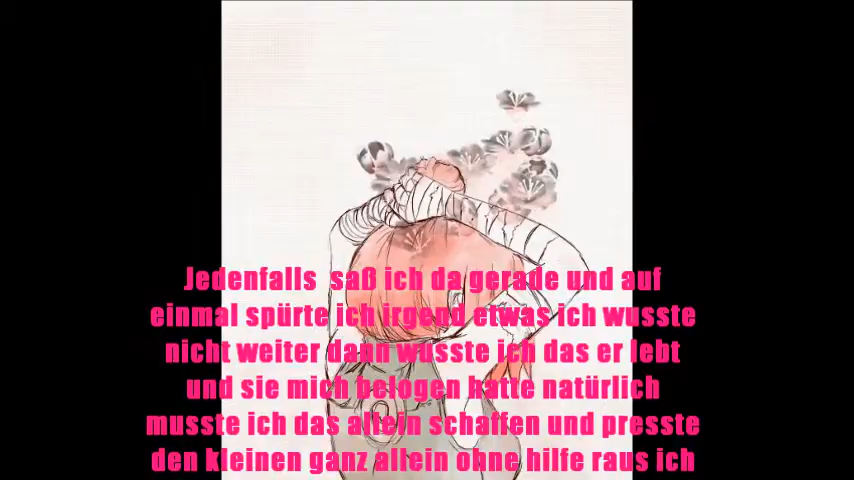 Jedenfalls  saß ich da gerade und auf
einmal spürte ich irgend etwas ich wusste
nicht weiter dann wusste ich das er lebt
und sie mich belogen hatte natürlich
musste ich das allein schaffen und presste
den kleinen ganz allein ohne hilfe raus ich